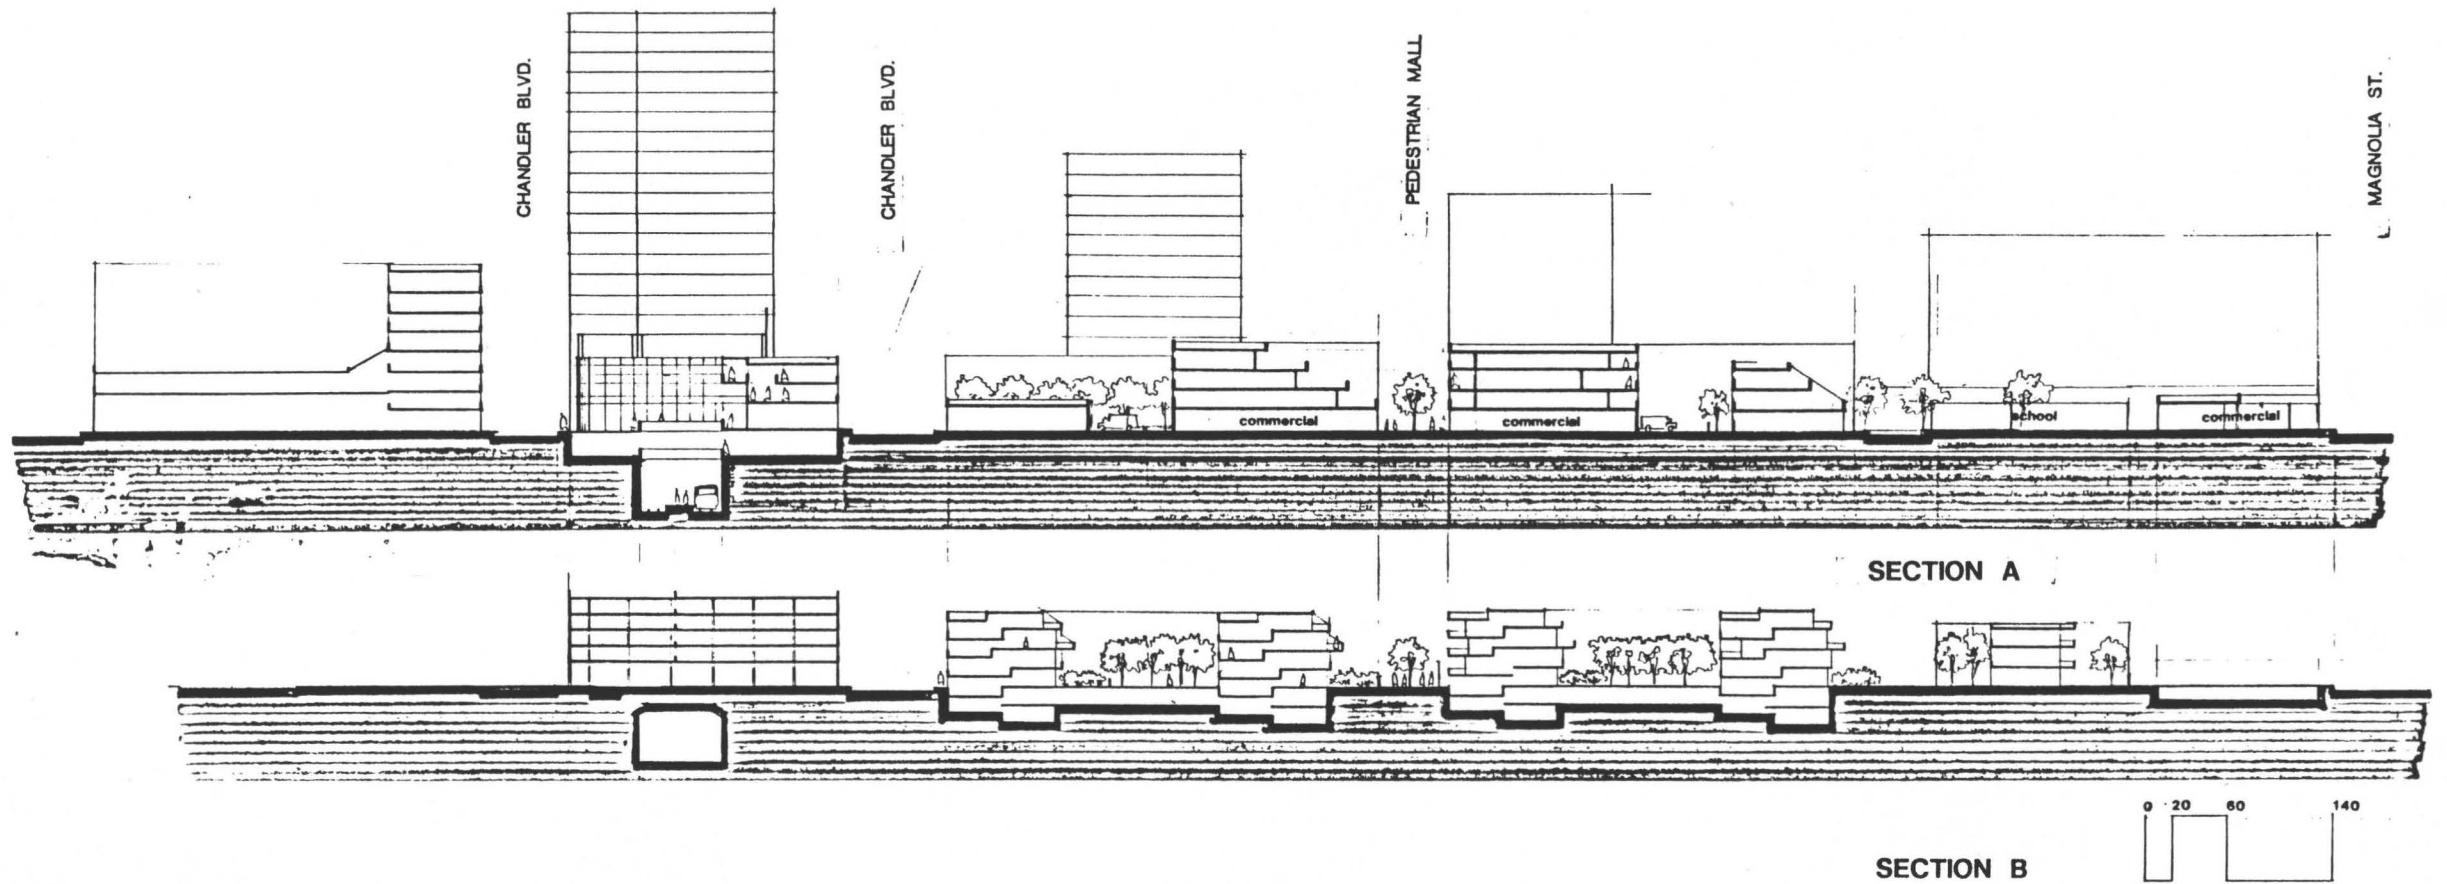 CHANDLER BLVD.
CHANDLER BLVD.
PEDESTRIAN MALL
MAGNOLIA ST.
commercial
commercial
school
commercial
SECTION A
0 20 60 140
SECTION B